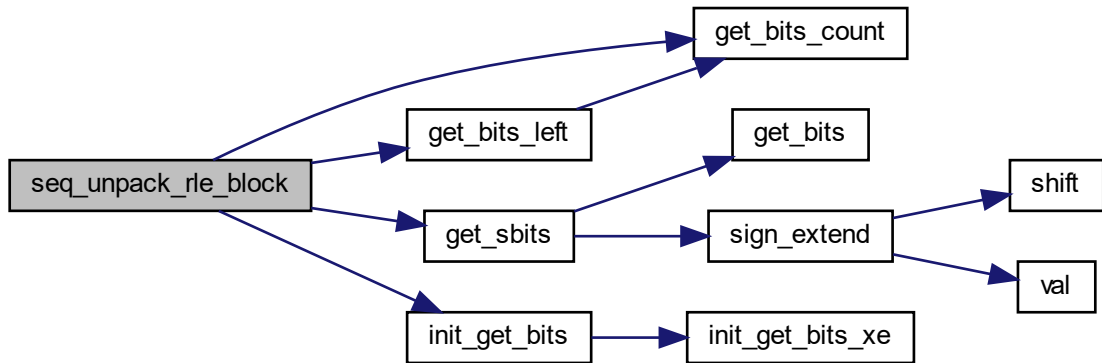 get_bits_count
get_bits_left
get_bits
seq_unpack_rle_block
shift
get_sbits
sign_extend
val
init_get_bits
init_get_bits_xe